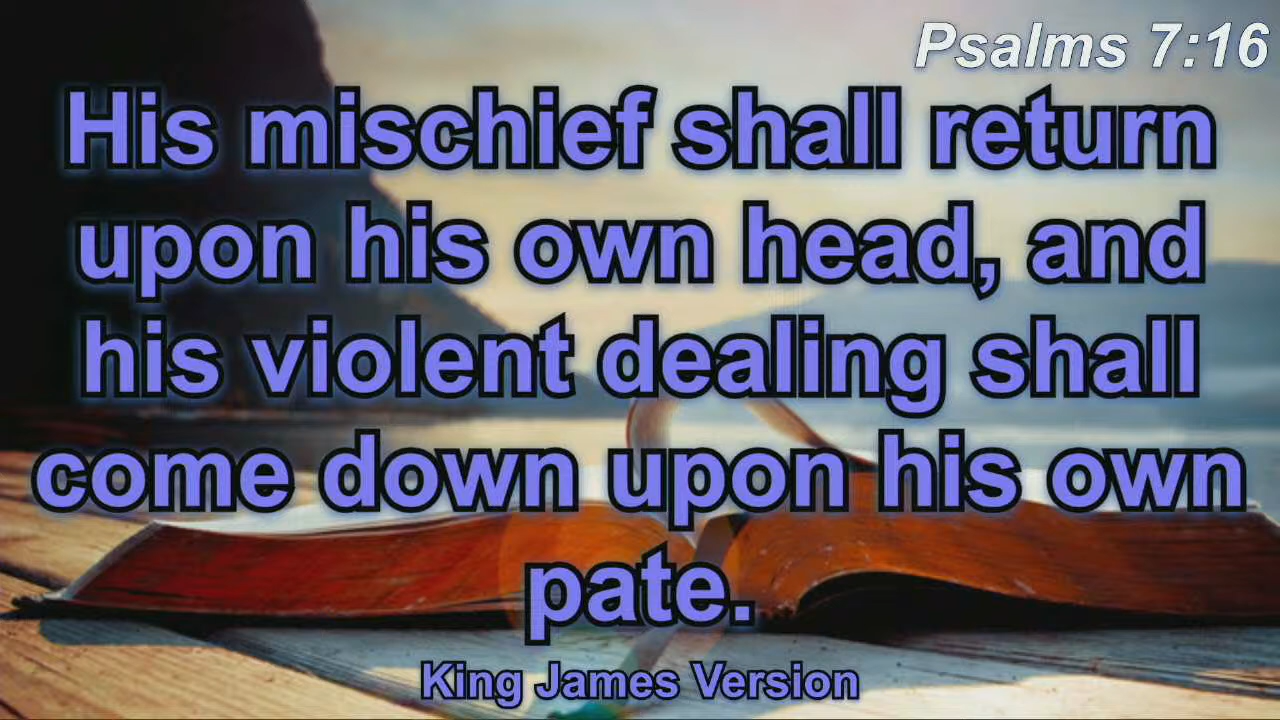 Psalms 7:16
His mischief shall return
upon his own head, and
his violent dealing shall
come down upon his own
pate.
King James Version